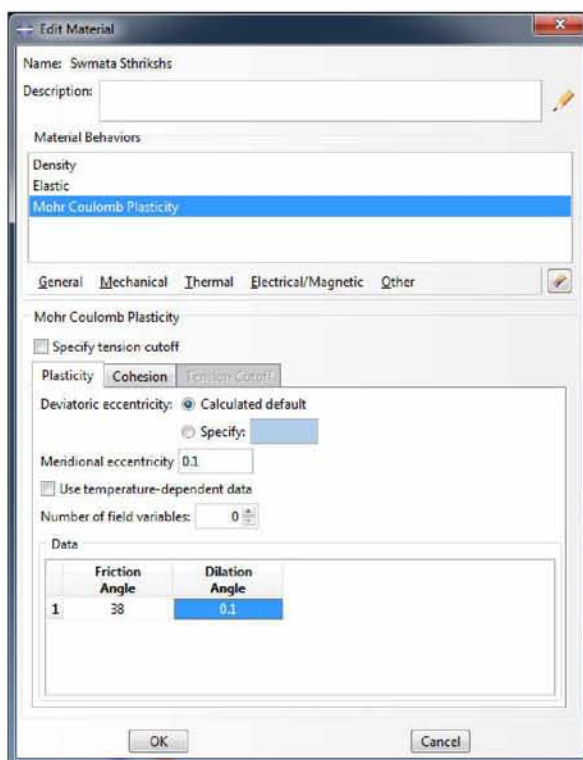 Edit Material
Name: Swmata Sthrikshs
Description:
Material Behaviors
Density
Elastic
Mohr Coulomb Plasticity
General Mechanical Thermal Electrical/Magnetic Other
Mohr Coulomb Plasticity
Specify tension cutoff
Plasticity Cohesion Tension Cutoff
Deviatoric eccentricity: Calculated default
Specify:
Meridional eccentricity 0.1
Use temperature-dependent data
Number of field variables: 0
Data
Friction Dilation
Angle Angle
1 38 0.1
OK Cancel